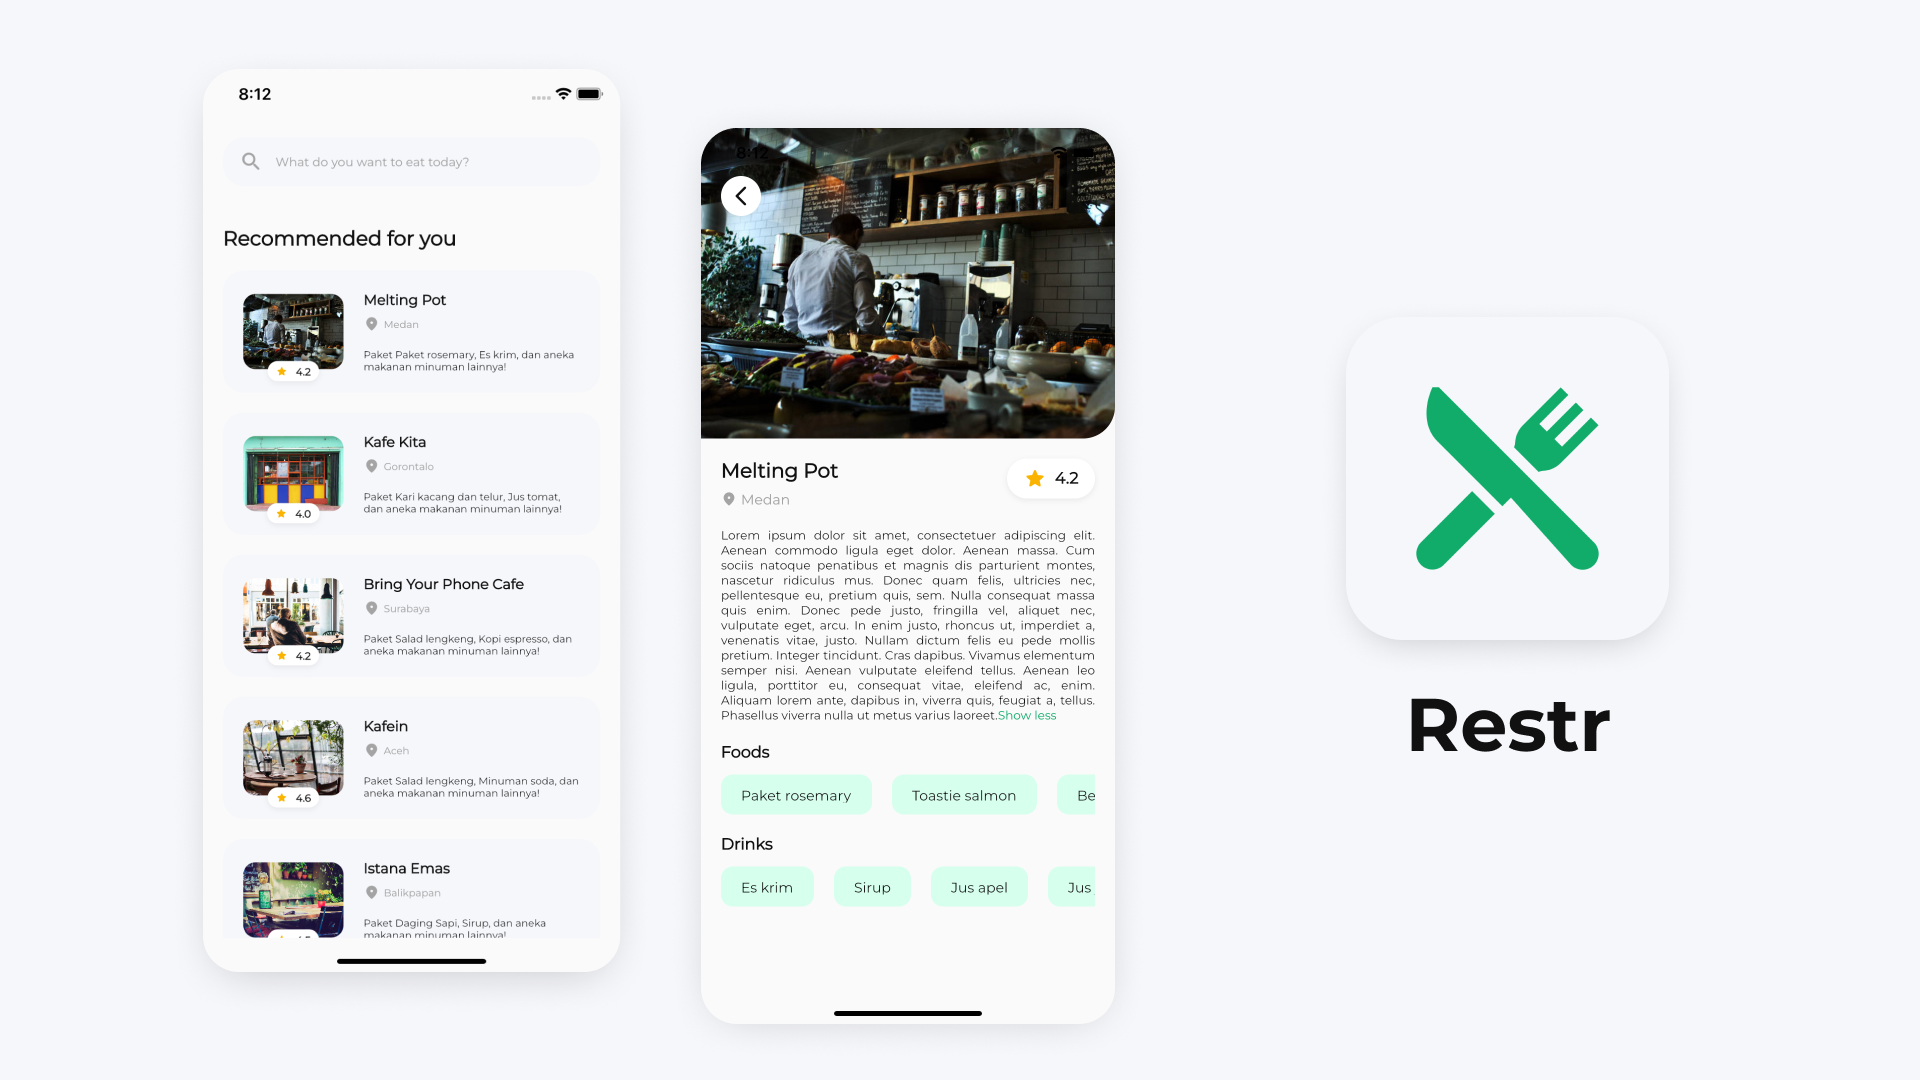 8:12
What do you want to eat today?
Recommended for you
Melting Pot
Medan
Paket Paket rosemary, Es krim, dan aneka
makanan minuman lainnya!
4.2
Kafe Kita
Gorontalo
Paket Kari kacang dan telur, Jus tomat,
dan aneka makanan minuman lainnya!
4.0
Bring Your Phone Cafe
Surabaya
Paket Salad lengkeng, Kopi espresso, dan
aneka makanan minuman lainnya!
4.2
Kafein
Aceh
Paket Salad lengkeng, Minuman soda, dan
aneka makanan minuman lainnya!
4.6
Istana Emas
Balikpapan
Paket Daging Sapi, Sirup, dan aneka
makanan minuman lainnya!
8:12
Melting Pot
4.2
Medan
Lorem ipsum dolor sit amet, consectetuer adipiscing elit.
Aenean commodo ligula eget dolor. Aenean massa. Cum
sociis natoque penatibus et magnis dis parturient montes,
nascetur ridiculus mus. Donec quam felis, ultricies nec,
pellentesque eu, pretium quis, sem. Nulla consequat massa
quis enim. Donec pede justo, fringilla vel, aliquet nec,
vulputate eget, arcu. In enim justo, rhoncus ut, imperdiet a,
venenatis vitae, justo. Nullam dictum felis eu pede mollis
pretium. Integer tincidunt. Cras dapibus. Vivamus elementum
semper nisi. Aenean vulputate eleifend tellus. Aenean leo
ligula, porttitor eu, consequat vitae, eleifend ac, enim.
Aliquam lorem ante, dapibus in, viverra quis, feugiat a, tellus.
Phasellus viverra nulla ut metus varius laoreet.Show less
Foods
Paket rosemary Toastie salmon Be
Drinks
Es krim Sirup Jus apel Jus
Restr